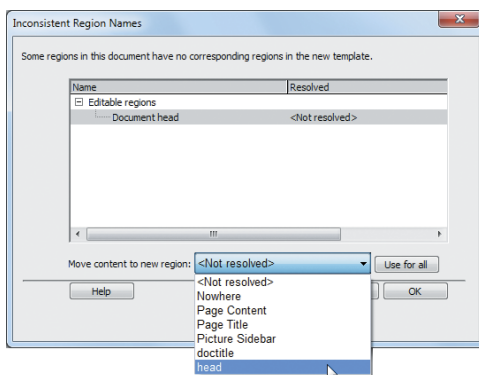 Inconsistent Region Names
Some regions in this document have no corresponding regions in the new template.
Name Resolved
Editable regions
Document head <Not resolved>
Move content to new region: <Not resolved> Use for all
<Not resolved>
Help OK
Nowhere
Page Content
Page Title
Picture Sidebar
doctitle
head